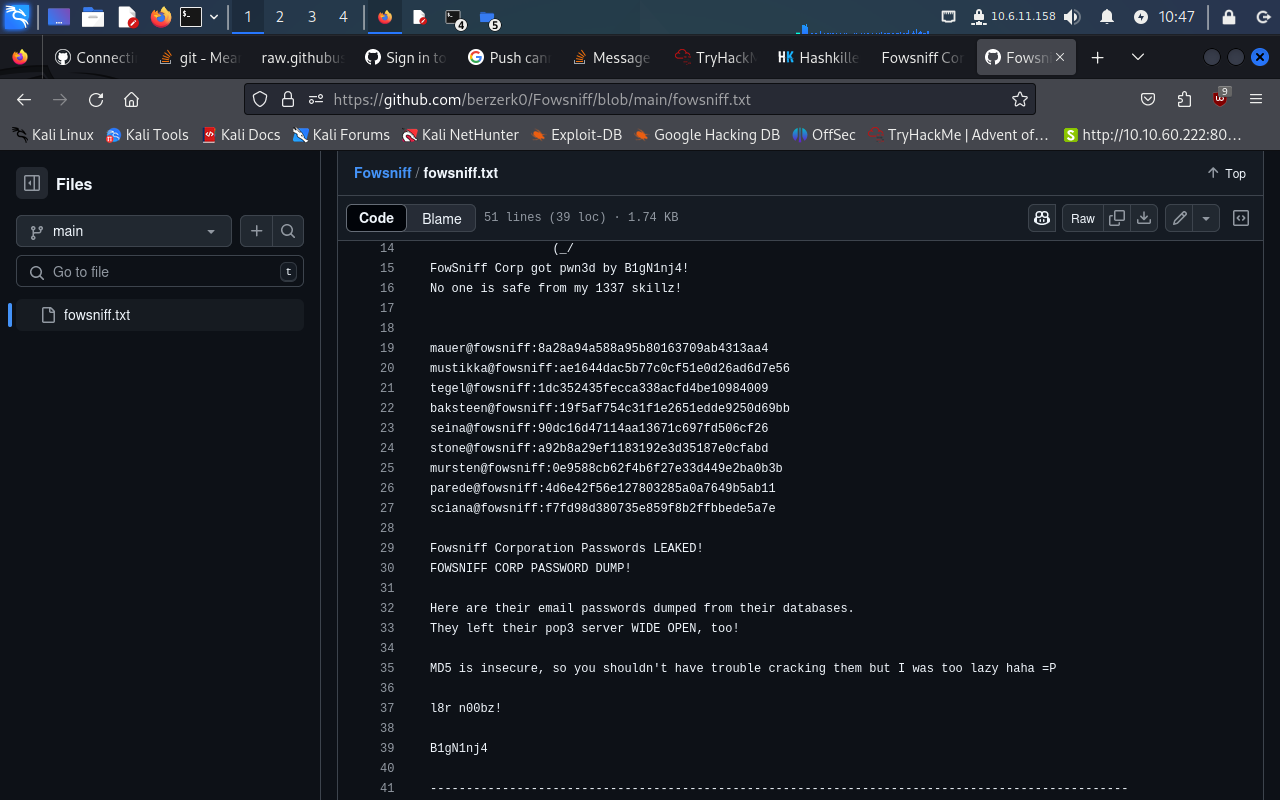 1 2 3 4 4 5 10.6.11.158 10:47
Connecti git - Mear raw.githubus Sign in to Push cann Message TryHackM Hashkille Fowsniff Cor Fowsni
https://github.com/berzerk0/Fowsniff/blob/main/fowsniff.txt 9
Kali Linux Kali Tools Kali Docs Kali Forums Kali NetHunter Exploit-DB Google Hacking DB OffSec TryHackMe | Advent of… http://10.10.60.222:80…
Files
main
Go to file t
fowsniff.txt
Fowsniff / fowsniff.txt Top
Code Blame 51 lines (39 loc) · 1.74 KB Raw
14 (_/
15 FowSniff Corp got pwn3d by B1gN1nj4!
16 No one is safe from my 1337 skillz!
17
18
19 mauer@fowsniff:8a28a94a588a95b80163709ab4313aa4
20 mustikka@fowsniff:ae1644dac5b77c0cf51e0d26ad6d7e56
21 tegel@fowsniff:1dc352435fecca338acfd4be10984009
22 baksteen@fowsniff:19f5af754c31f1e2651edde9250d69bb
23 seina@fowsniff:90dc16d47114aa13671c697fd506cf26
24 stone@fowsniff:a92b8a29ef1183192e3d35187e0cfabd
25 mursten@fowsniff:0e9588cb62f4b6f27e33d449e2ba0b3b
26 parede@fowsniff:4d6e42f56e127803285a0a7649b5ab11
27 sciana@fowsniff:f7fd98d380735e859f8b2ffbbede5a7e
28
29 Fowsniff Corporation Passwords LEAKED!
30 FOWSNIFF CORP PASSWORD DUMP!
31
32 Here are their email passwords dumped from their databases.
33 They left their pop3 server WIDE OPEN, too!
34
35 MD5 is insecure, so you shouldn't have trouble cracking them but I was too lazy haha =P
36
37 l8r n00bz!
38
39 B1gN1nj4
40
41 -------------------------------------------------------------------------------------------------